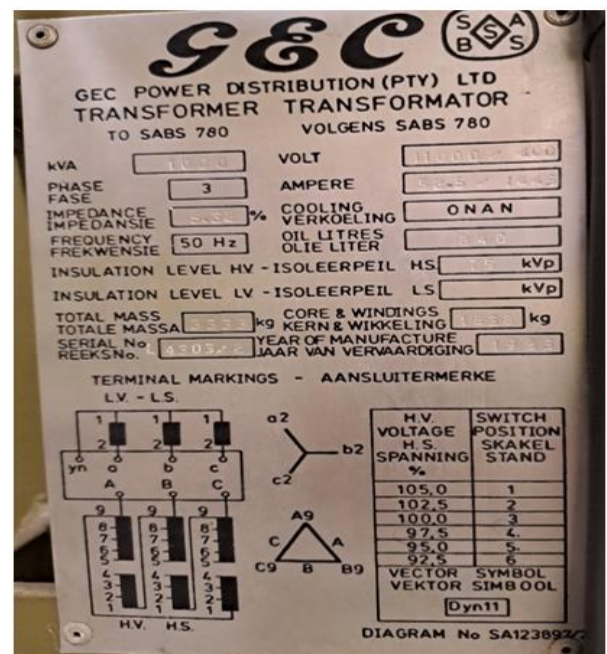 GEC
S A
B S
S
GEC POWER DISTRIBUTION (PTY) LTD
TRANSFORMER TRANSFORMATOR
TO SABS 780 VOLGENS SABS 780
kVA 1000 VOLT 11000 / 400
PHASE 3 AMPERE
FASE
IMPEDANCE % COOLING ONAN
IMPEDANSIE VERKOELING
FREQUENCY 50 Hz OIL LITRES
FREKWENSIE OLIE LITER
INSULATION LEVEL H.V. - ISOLEERPEIL H.S. 75 kVp
INSULATION LEVEL L.V. - ISOLEERPEIL L.S. kVp
TOTAL MASS kg CORE & WINDINGS kg
TOTALE MASSA KERN & WIKKELING
SERIAL No YEAR OF MANUFACTURE
REEKSNo. JAAR VAN VERVAARDIGING
TERMINAL MARKINGS - AANSLUITERMERKE
L.V. - L.S.
1 1 1
2 2 2
yn a b c
A B C
9 9 9
8 8 8
7 7 7
6 6 6
5 5 5
4 4 4
3 3 3
2 2 2
1 1 1
H.V. H.S.
a2
b2
c2
A9
C A
C9 B B9
H.V. SWITCH
VOLTAGE POSITION
H.S. SKAKEL
SPANNING STAND
%
105,0 1
102,5 2
100,0 3
97,5 4.
95,0 5.
92,5 6
VECTOR SYMBOL
VEKTOR SIMBOOL
Dyn11
DIAGRAM No